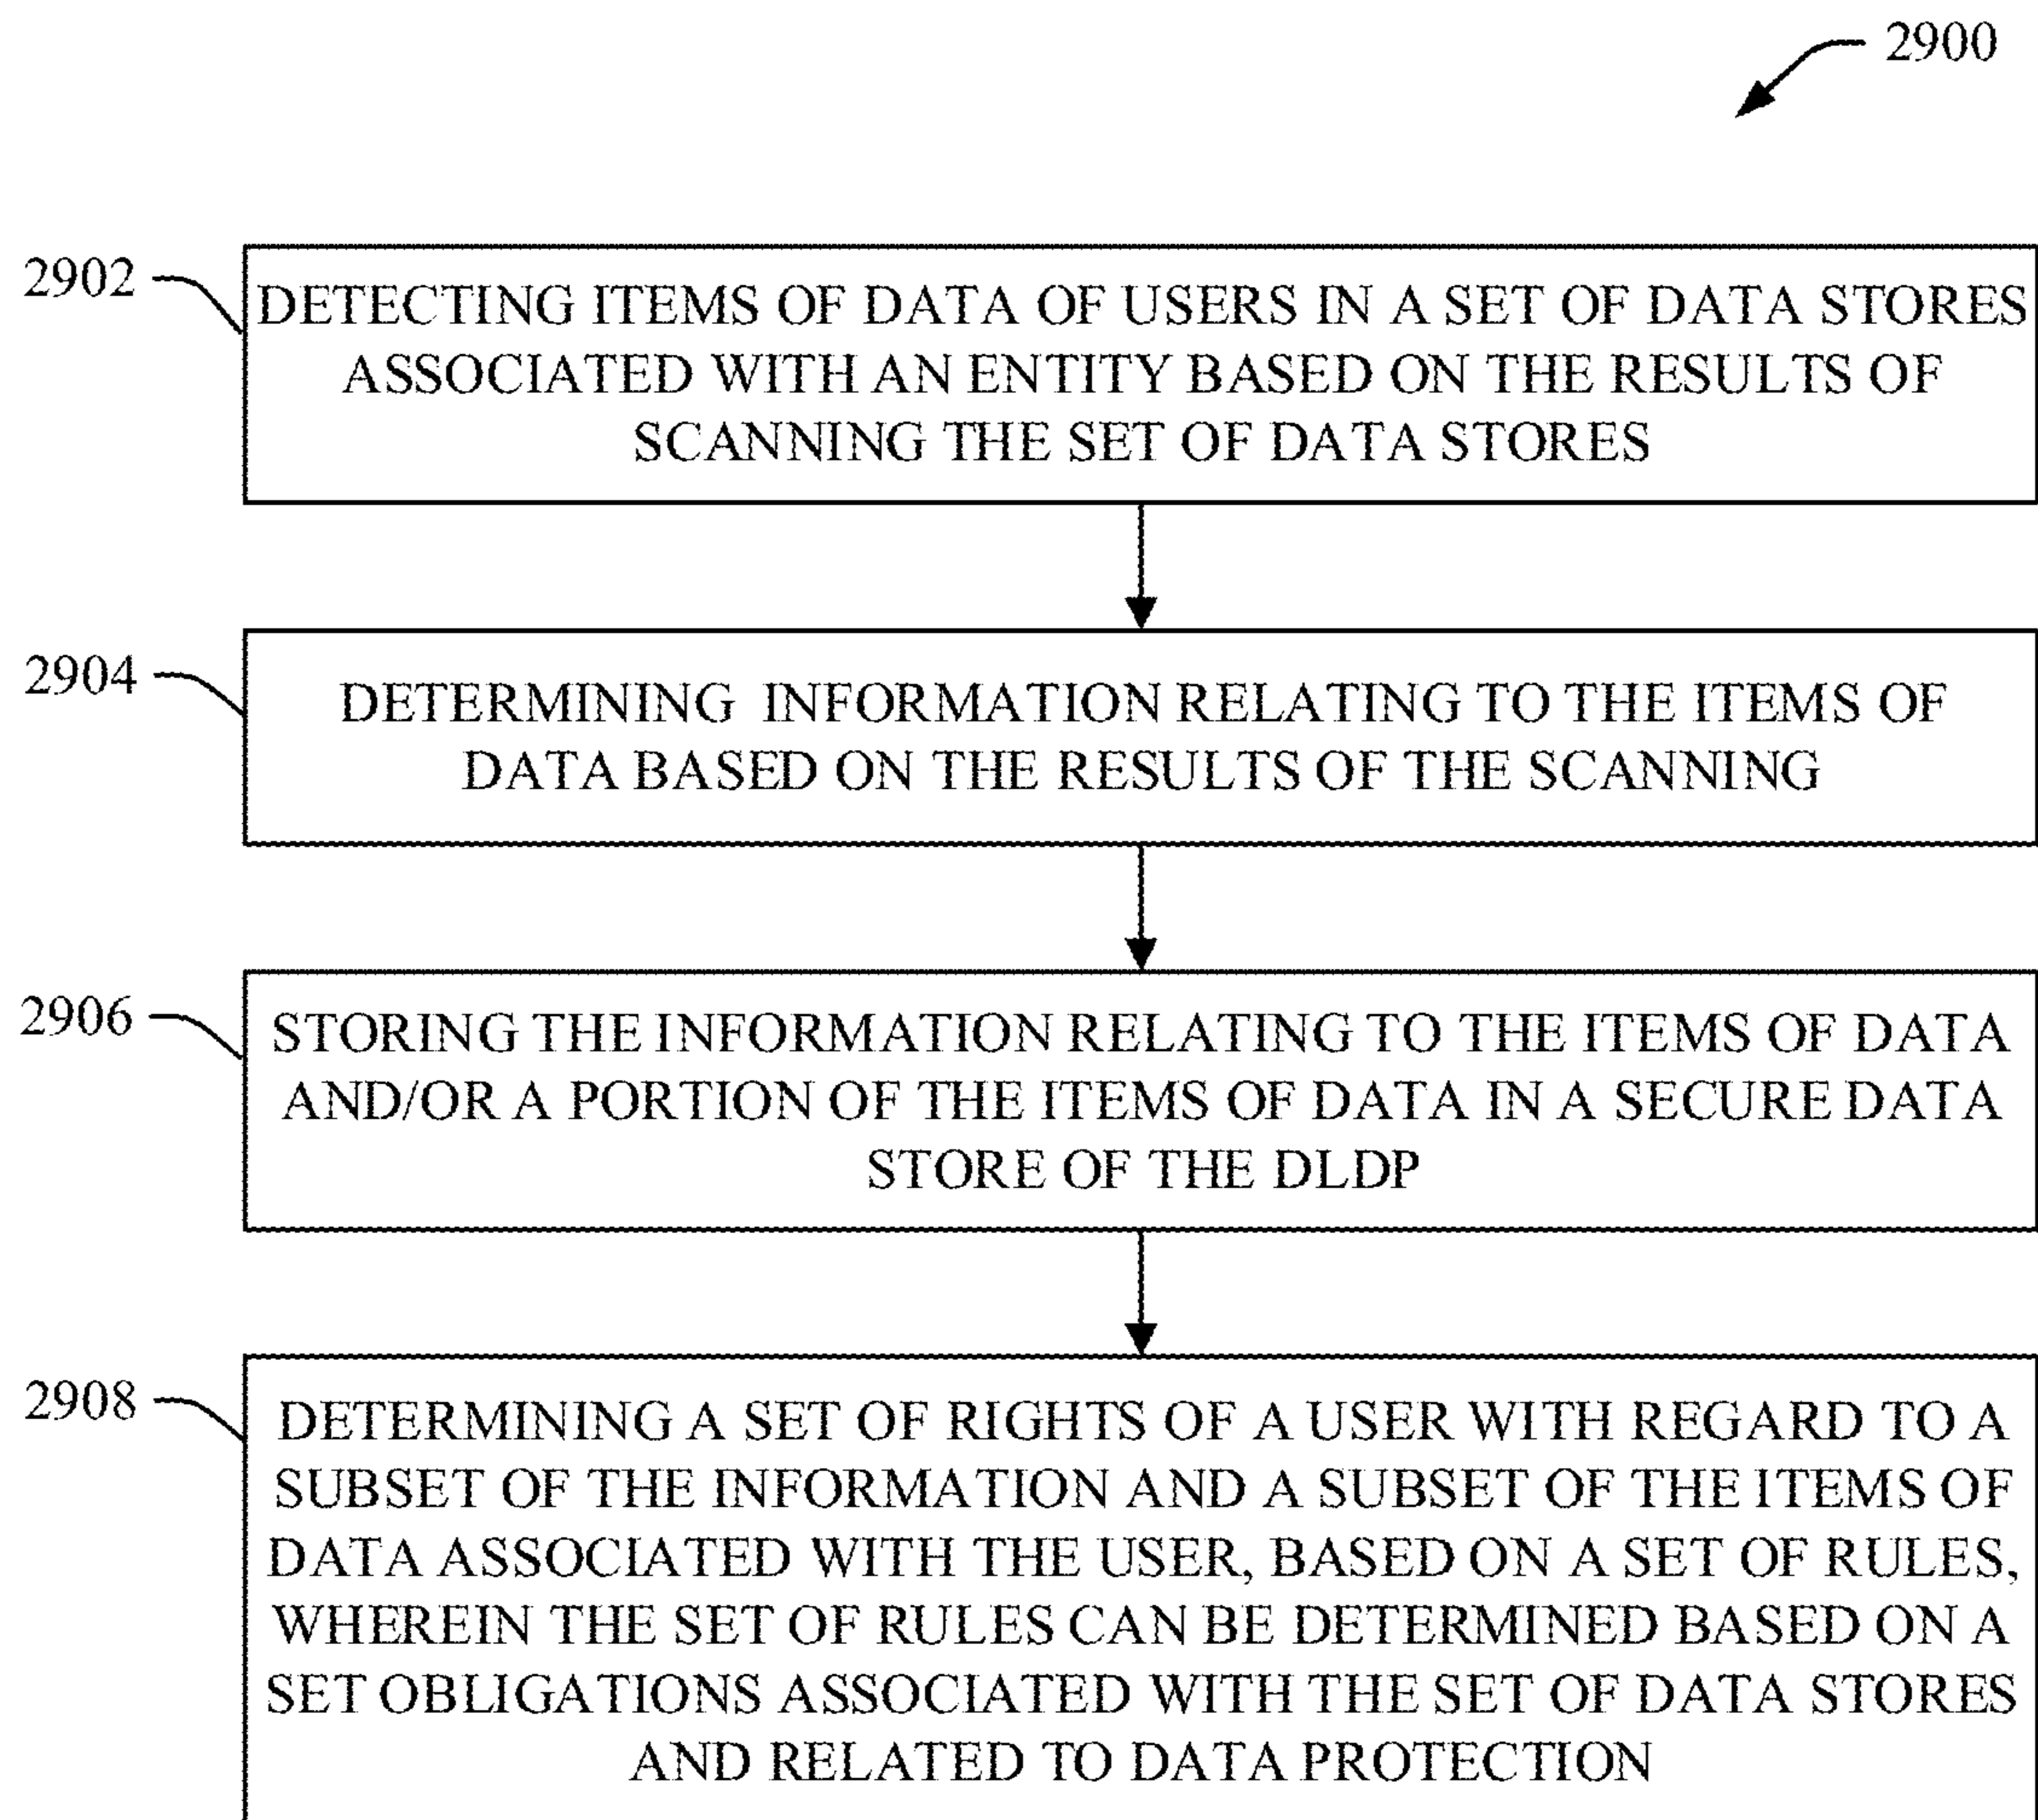 2900
2902
DETECTING ITEMS OF DATA OF USERS IN A SET OF DATA STORES
ASSOCIATED WITH AN ENTITY BASED ON THE RESULTS OF
SCANNING THE SET OF DATA STORES
2904
DETERMINING INFORMATION RELATING TO THE ITEMS OF
DATA BASED ON THE RESULTS OF THE SCANNING
2906
STORING THE INFORMATION RELATING TO THE ITEMS OF DATA
AND/OR A PORTION OF THE ITEMS OF DATA IN A SECURE DATA
STORE OF THE DLDP
2908
DETERMINING A SET OF RIGHTS OF A USER WITH REGARD TO A
SUBSET OF THE INFORMATION AND A SUBSET OF THE ITEMS OF
DATA ASSOCIATED WITH THE USER, BASED ON A SET OF RULES,
WHEREIN THE SET OF RULES CAN BE DETERMINED BASED ON A
SET OBLIGATIONS ASSOCIATED WITH THE SET OF DATA STORES
AND RELATED TO DATA PROTECTION